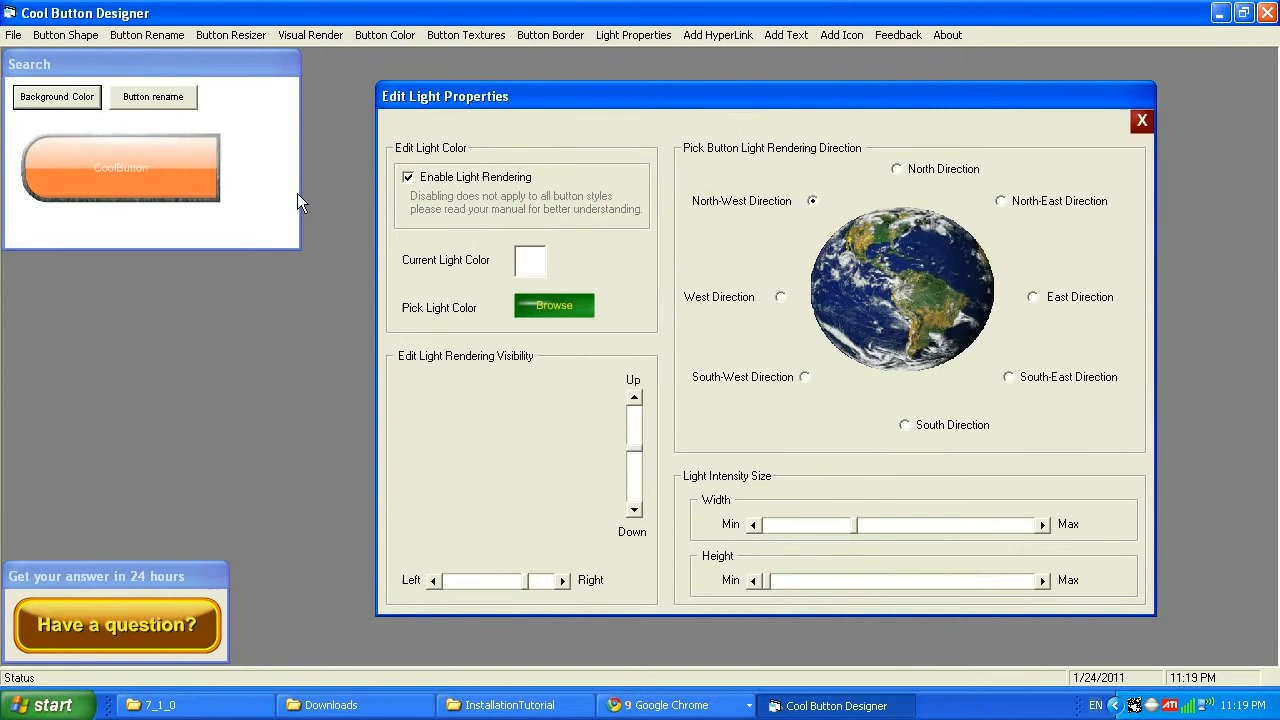 Cool Button Designer
File Button Shape Button Rename Button Resizer Visual Render Button Color Button Textures Button Borda Light Properties Add HyperLink Add Text Add Icon Feedback About
Search
Background Color Button rename
CoolButton
Edit Light Properties
X
Edit Light Color
Enable Light Rendering
Disabling does not apply to all button styles
please read your manual for better understanding.
Current Light Color
Pick Light Color Browse
Edit Light Rendering Visibility
Up
Down
Left Right
Pick Button Light Rendering Direction
North Direction
North-West Direction North-East Direction
West Direction East Direction
South-West Direction South-East Direction
South Direction
Light Intensity Size
Width
Min Max
Height
Min Max
Get your answer in 24 hours
Have a question?
Status 1/24/2011 11:19 PM
start 7_1_0 Downloads InstallationTutorial 9 Google Chrome Cool Button Designer EN ATI 11:19 PM